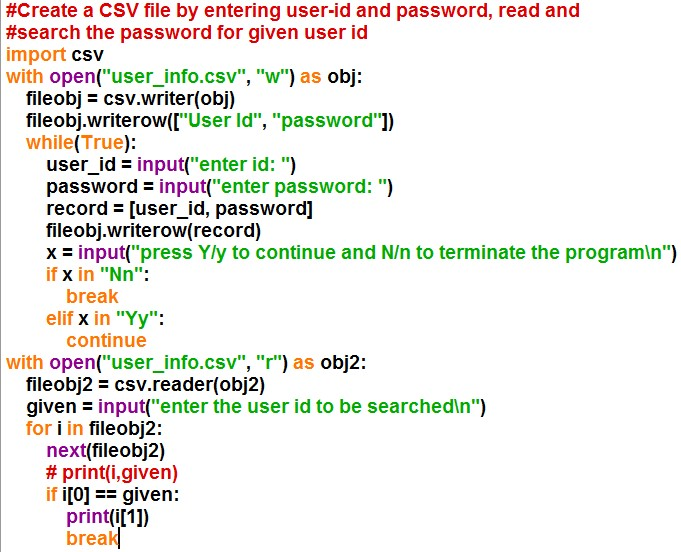 #Create a CSV file by entering user-id and password, read and
#search the password for given user id
import csv
with open("user_info.csv", "w") as obj:
    fileobj = csv.writer(obj)
    fileobj.writerow(["User Id", "password"])
    while(True):
        user_id = input("enter id: ")
        password = input("enter password: ")
        record = [user_id, password]
        fileobj.writerow(record)
        x = input("press Y/y to continue and N/n to terminate the program\n")
        if x in "Nn":
            break
        elif x in "Yy":
            continue
with open("user_info.csv", "r") as obj2:
    fileobj2 = csv.reader(obj2)
    given = input("enter the user id to be searched\n")
    for i in fileobj2:
        next(fileobj2)
        # print(i,given)
        if i[0] == given:
            print(i[1])
            break